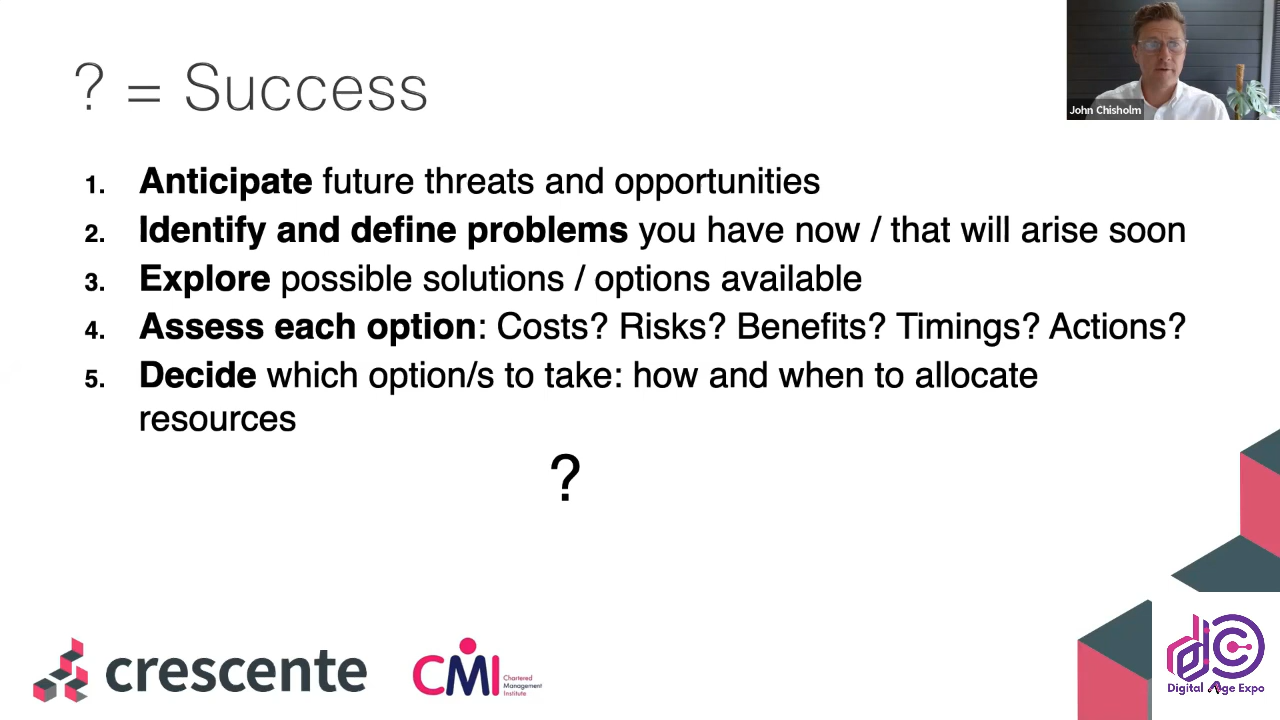 ? = Success
John Chisholm
1. Anticipate future threats and opportunities
2. Identify and define problems you have now / that will arise soon
3. Explore possible solutions / options available
4. Assess each option: Costs? Risks? Benefits? Timings? Actions?
5. Decide which option/s to take: how and when to allocate
resources
?
crescente
CMI
Chartered
Management
Institute
dc
Digital Age Expo